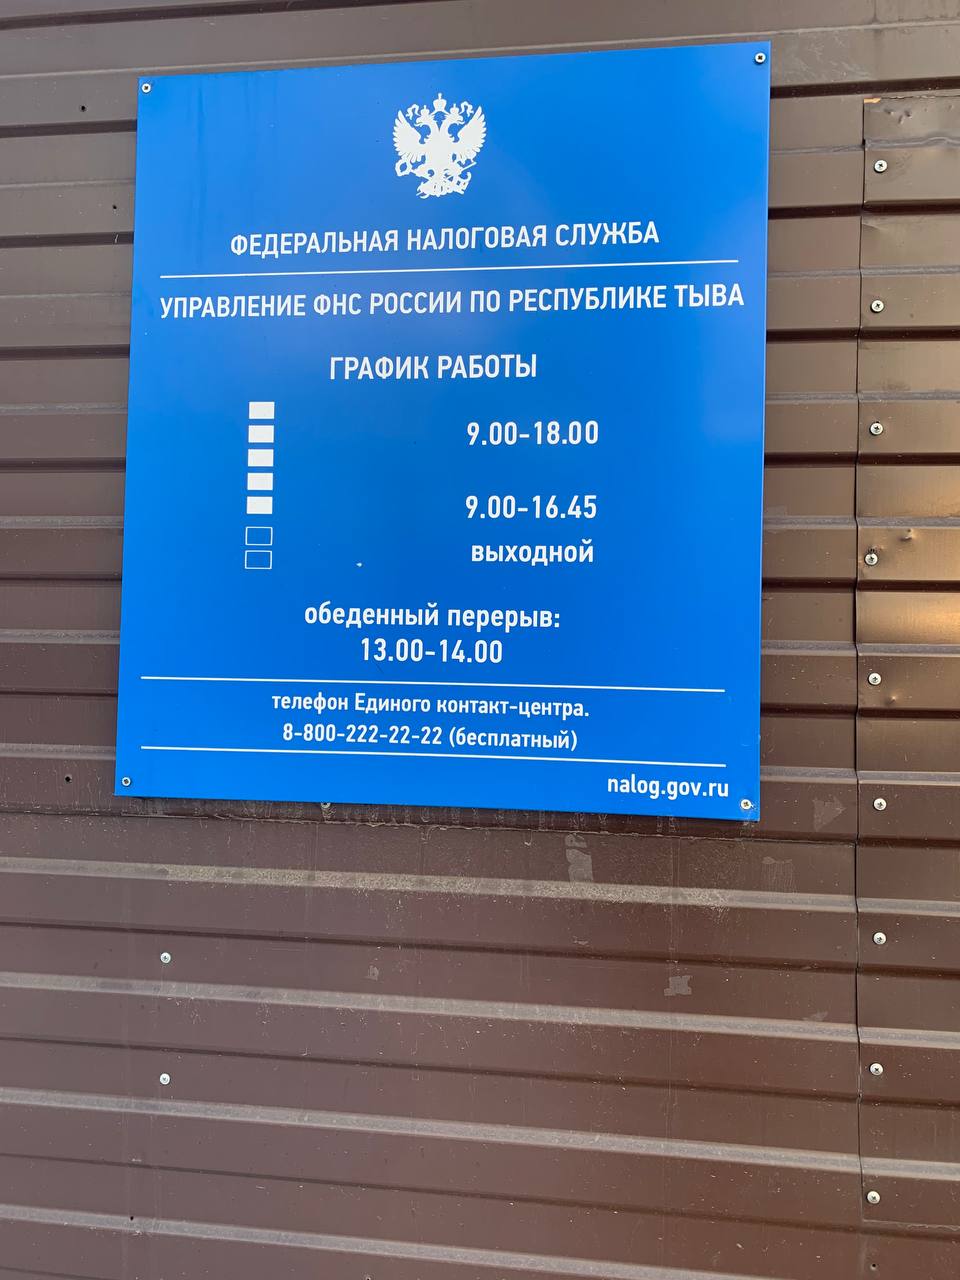 ФЕДЕРАЛЬНАЯ НАЛОГОВАЯ СЛУЖБА
УПРАВЛЕНИЕ ФНС РОССИИ ПО РЕСПУБЛИКЕ ТЫВА
ГРАФИК РАБОТЫ
9.00-18.00
9.00-16.45
выходной
обеденный перерыв:
13.00-14.00
телефон Единого контакт-центра.
8-800-222-22-22 (бесплатный)
nalog.gov.ru